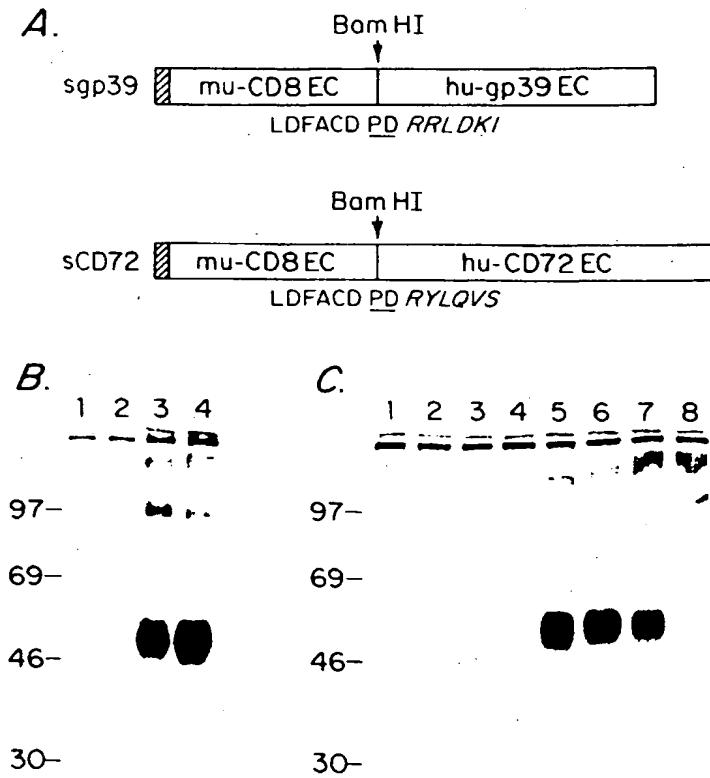 A.
Bam HI
sgp39 mu-CD8 EC hu-gp39 EC
LDFACD PD RRLDKI
Bam HI
sCD72 mu-CD8 EC hu-CD72 EC
LDFACD PD RYLQVS
B.
1 2 3 4
97-
69-
46-
30-
C.
1 2 3 4 5 6 7 8
97-
69-
46-
30-